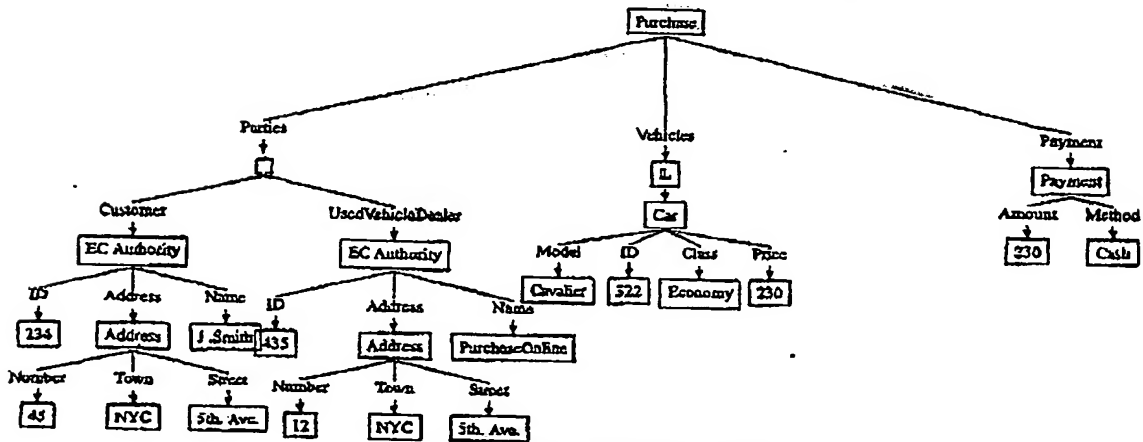 Purchase
Parties Vehicles Payment
IL Payment
Customer UsedVehicleDealer Car Amount Method
EC Authority EC Authority Model ID Class Price 230 Cash
ID Address Name ID Address Name Cavalier 522 Economy 230
234 Address J. Smith 435 Address PurchaseOnline
Number Town Street Number Town Street
45 NYC 5th. Ave. 12 NYC 5th. Ave.